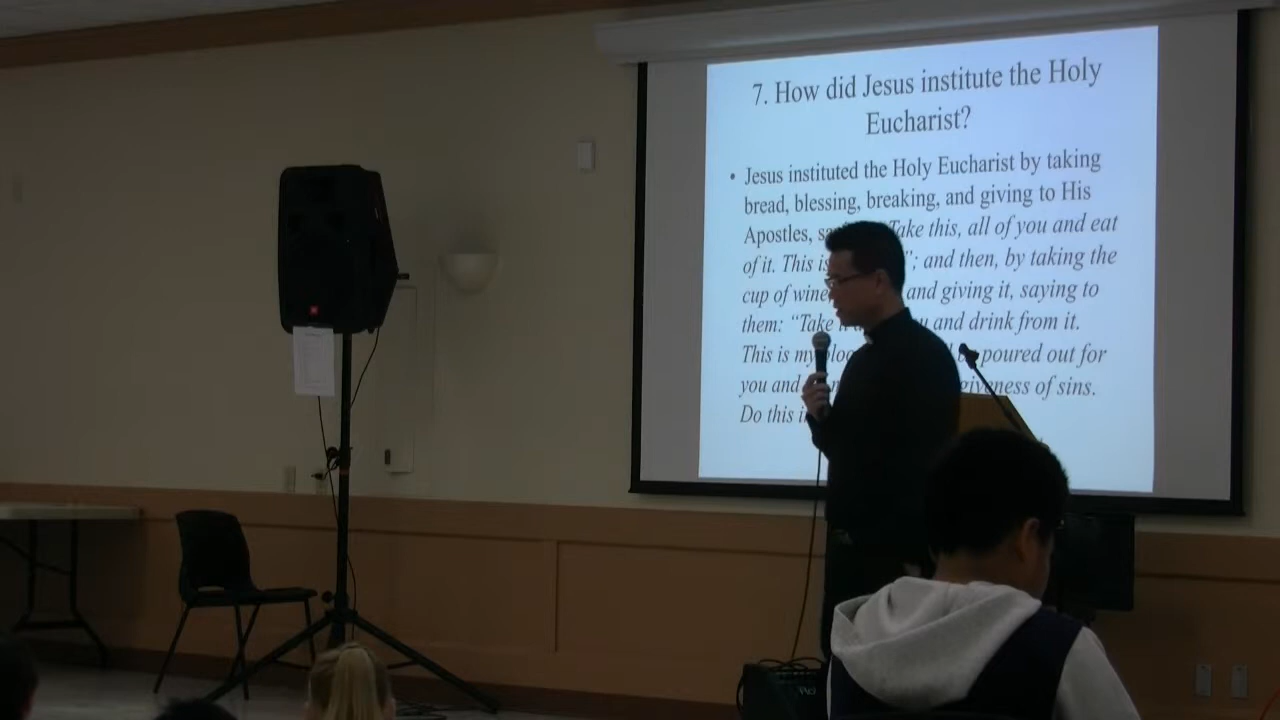 7. How did Jesus institute the Holy
Eucharist?
• Jesus instituted the Holy Eucharist by taking
bread, blessing, breaking, and giving to His
Apostles, Take this, all of you and eat
of it. This is ”; and then, by taking the
cup of wine and giving it, saying to
them: “Take and drink from it.
This is my poured out for
you and of sins.
Do this